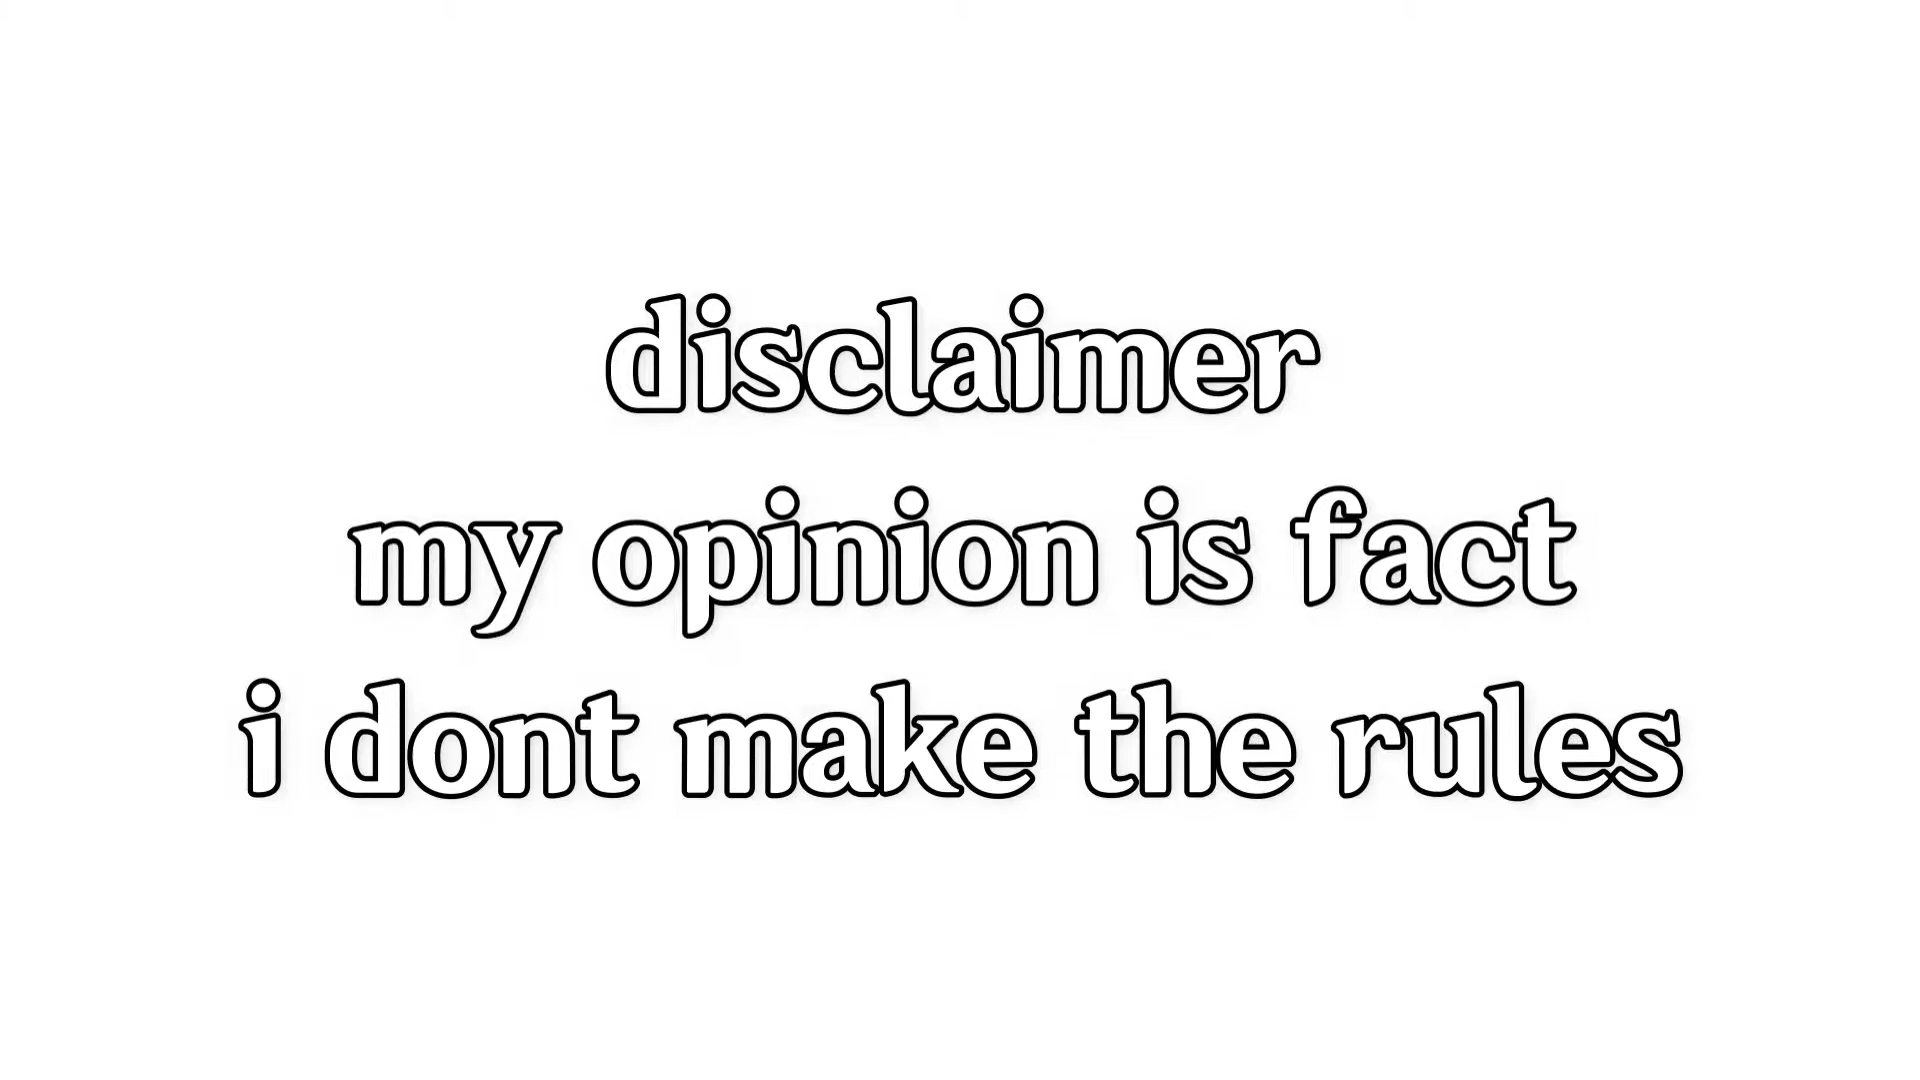 disclaimer
my opinion is fact
i dont make the rules